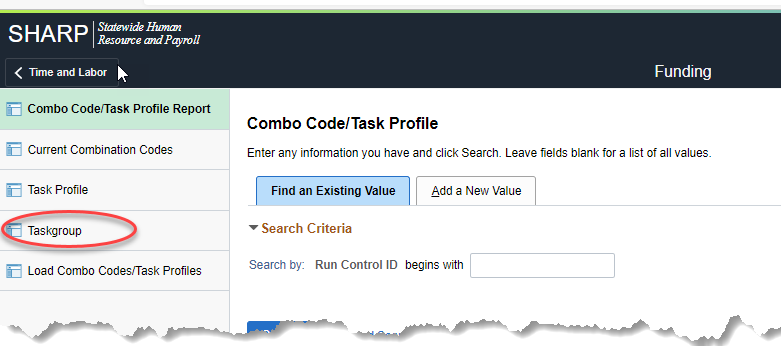 SHARP
Statewide Human
Resource and Payroll
Time and Labor
Funding
Combo Code/Task Profile Report
Current Combination Codes
Task Profile
Taskgroup
Load Combo Codes/Task Profiles
Combo Code/Task Profile
Enter any information you have and click Search. Leave fields blank for a list of all values.
Find an Existing Value
Add a New Value
Search Criteria
Search by: Run Control ID begins with